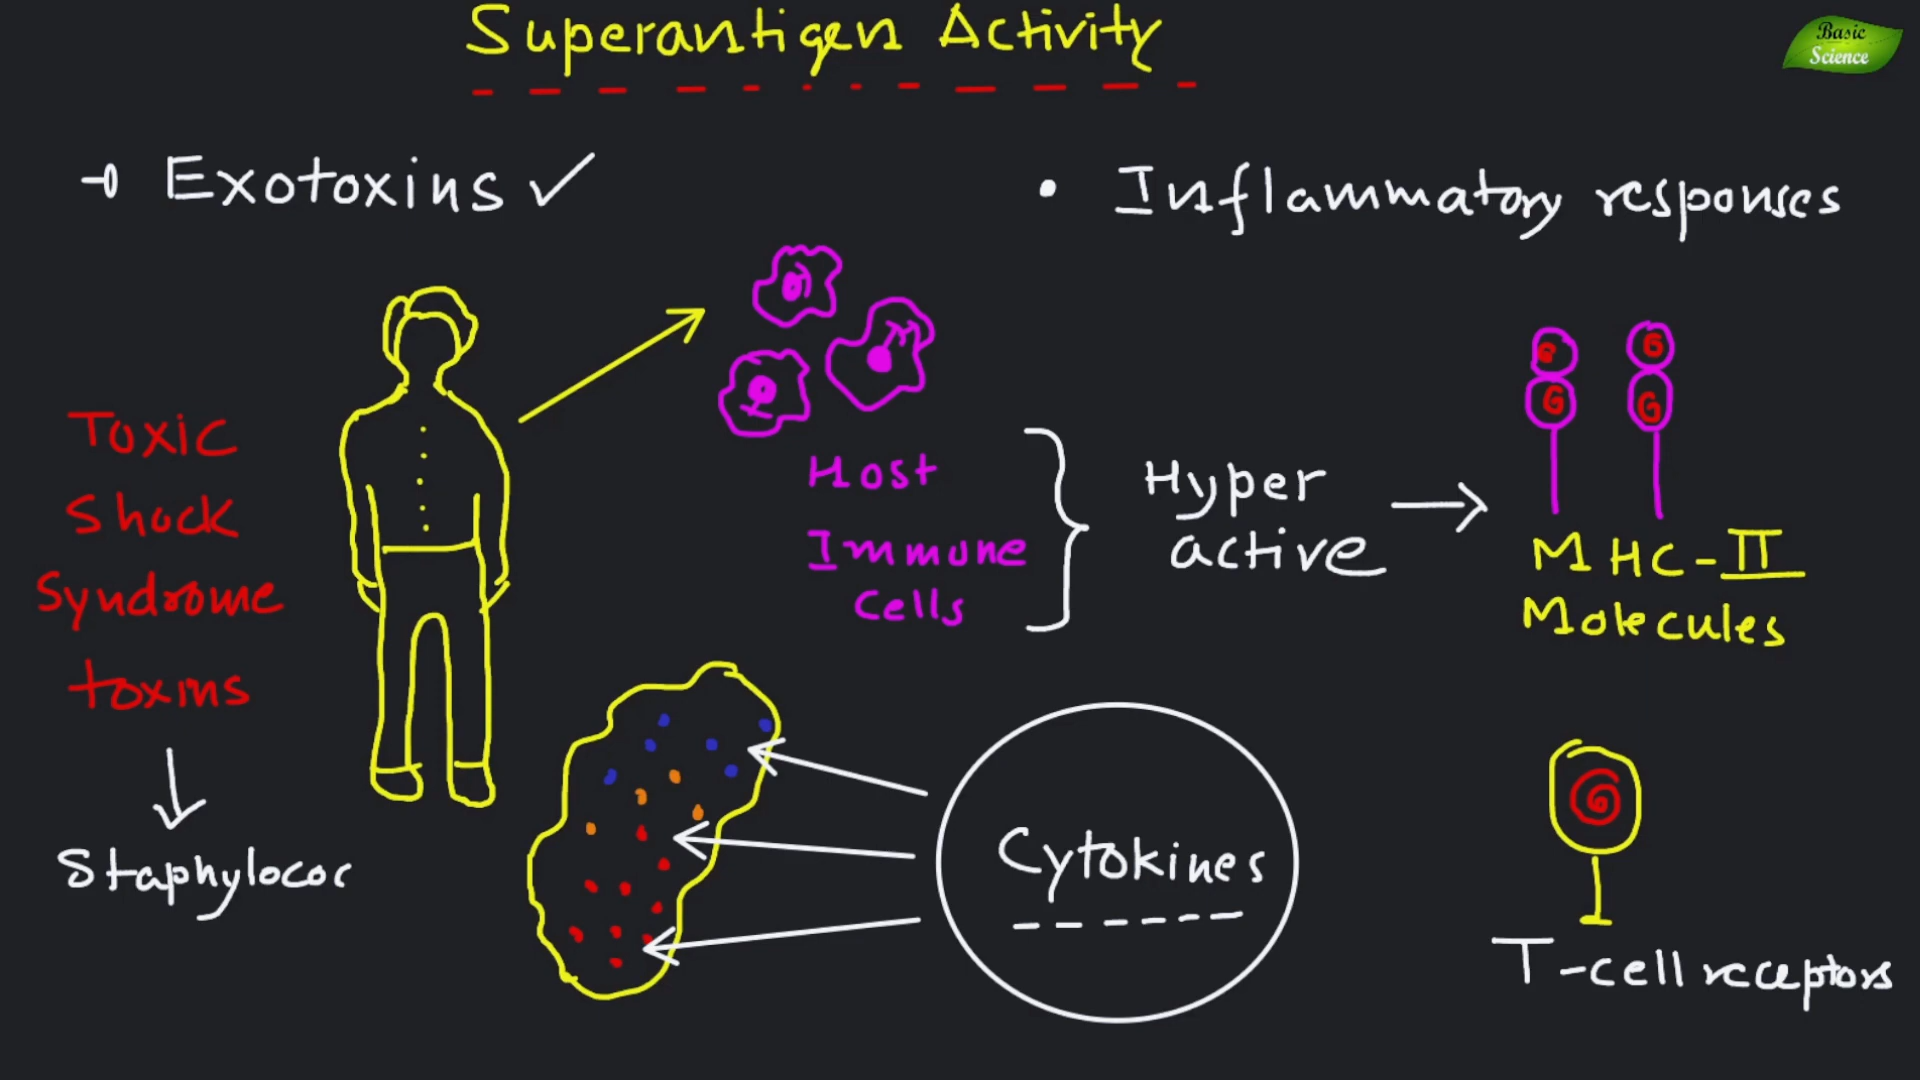 Superantigen Activity
Basic
Science
Exotoxins ✓
• Inflammatory responses
Toxic
Shock
Syndrome
toxins
Staphylococ
Host
Immune
Cells
Hyper
active
MHC-II
Molecules
Cytokines
T-cell receptors